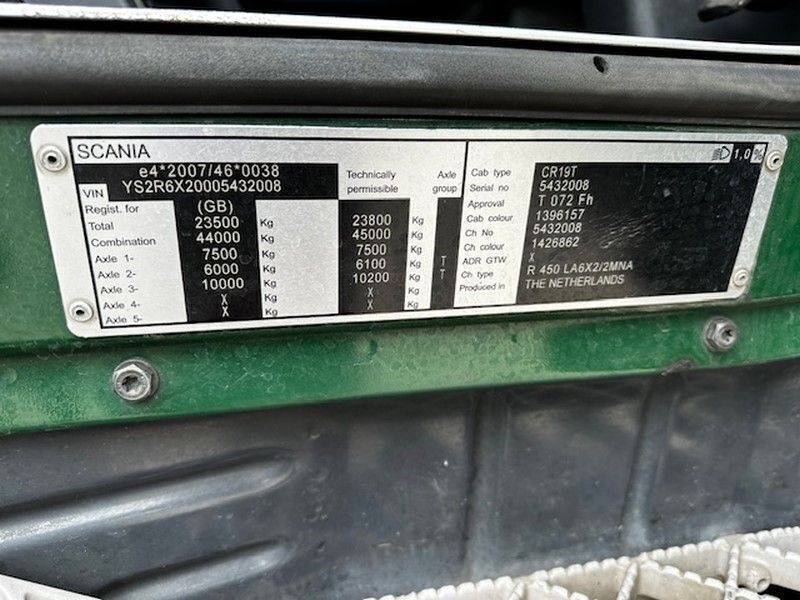 SCANIA
e4*2007/46*0038
VIN YS2R6X20005432008
Technically permissible
Axle group
Regist. for (GB)
Total 23500 Kg 23800 Kg
Combination 44000 Kg 45000 Kg
Axle 1- 7500 Kg 7500 Kg
Axle 2- 6000 Kg 6100 Kg T
Axle 3- 10000 Kg 10200 Kg T
Axle 4- X Kg X Kg
Axle 5- X Kg X Kg
1,0 %
Cab type CR19T
Serial no 5432008
Approval T 072 Fh
Cab colour 1396157
Ch No 5432008
Ch colour 1426862
ADR GTW X
Ch type R 450 LA6X2/2MNA
Produced in THE NETHERLANDS